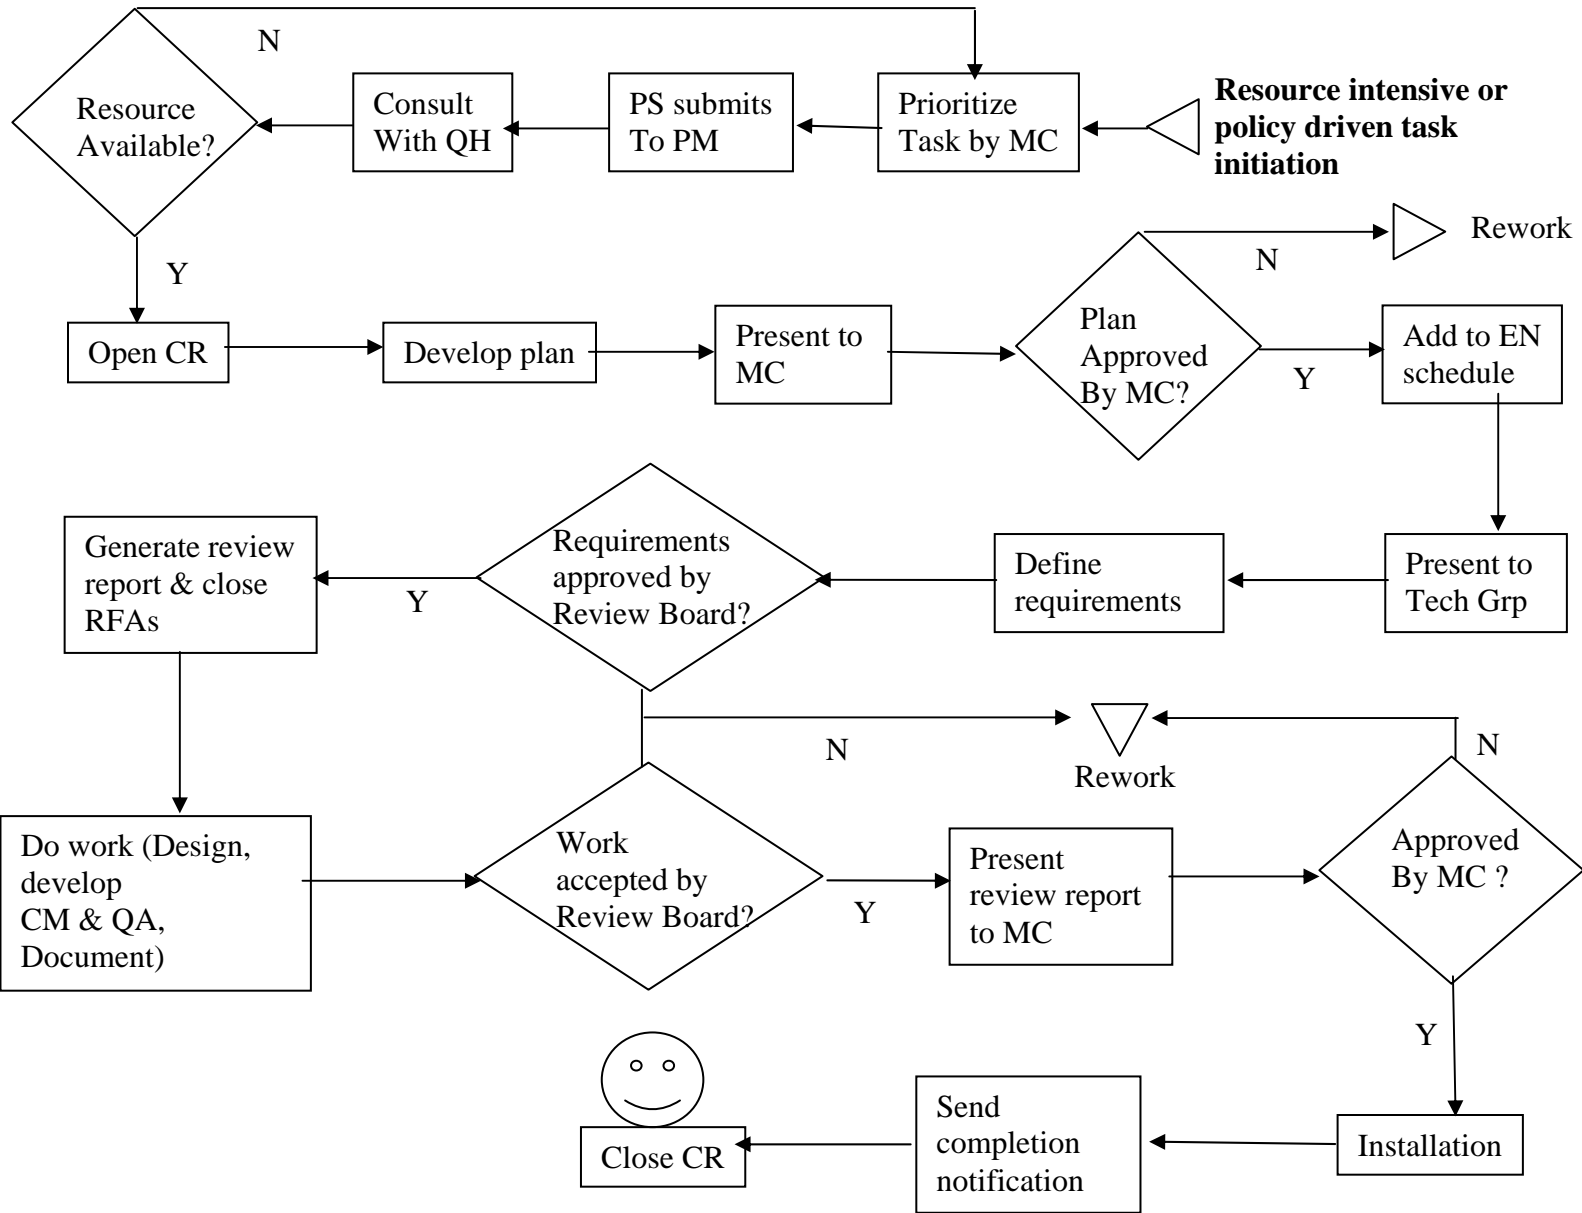 N
Resource
Available?
Consult
With QH
PS submits
To PM
Prioritize
Task by MC
Resource intensive or
policy driven task
initiation
Rework
N
Y
Open CR
Develop plan
Present to
MC
Plan
Approved
By MC?
Y
Add to EN
schedule
Generate review
report & close
RFAs
Y
Requirements
approved by
Review Board?
Define
requirements
Present to
Tech Grp
N
Rework
N
Do work (Design,
develop
CM & QA,
Document)
Work
accepted by
Review Board?
Y
Present
review report
to MC
Approved
By MC ?
Y
Close CR
Send
completion
notification
Installation